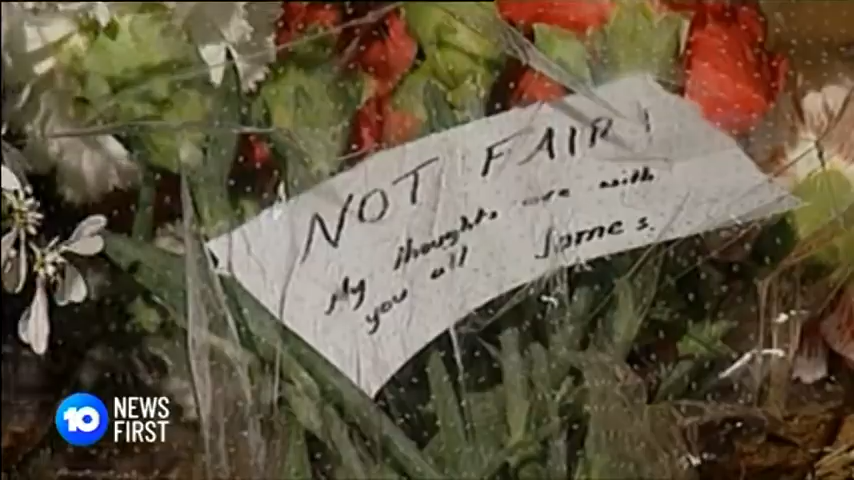 NOT FAIR!
My thoughts are with
you all James.
10 NEWS
FIRST